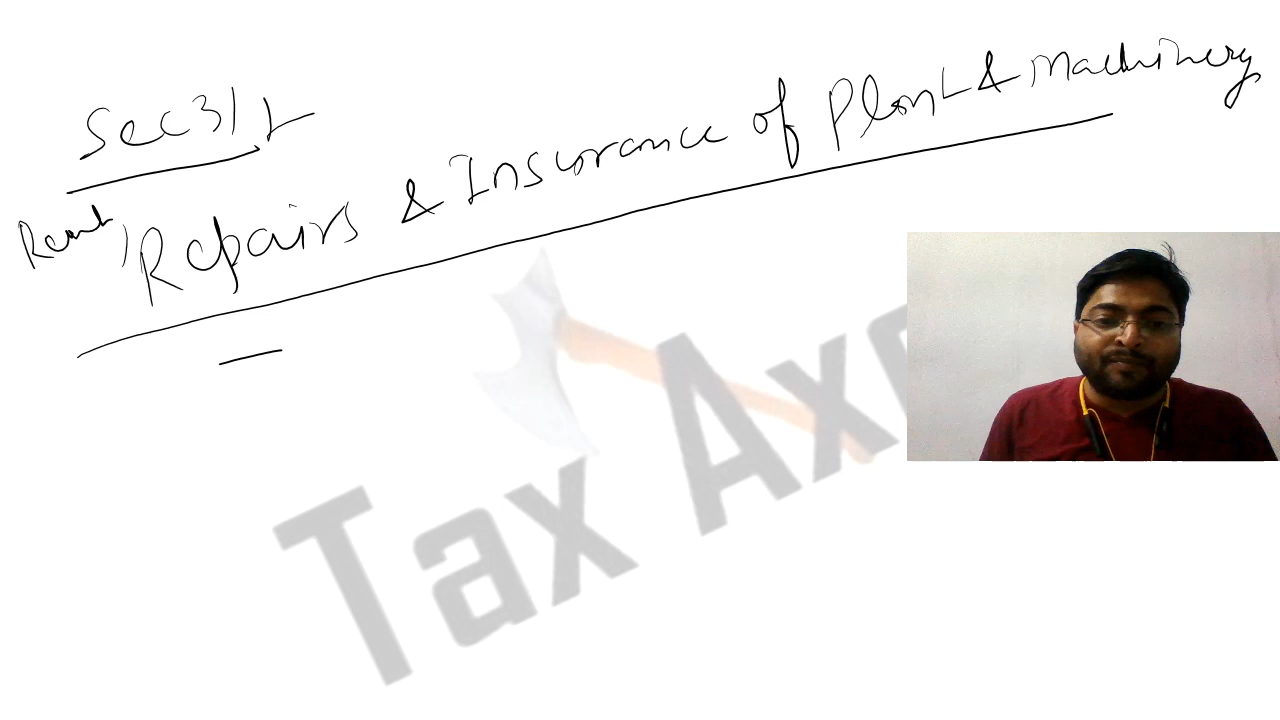 Sec 31
Rent, Repairs & Insurance of Plant & Machinery
Tax Axe